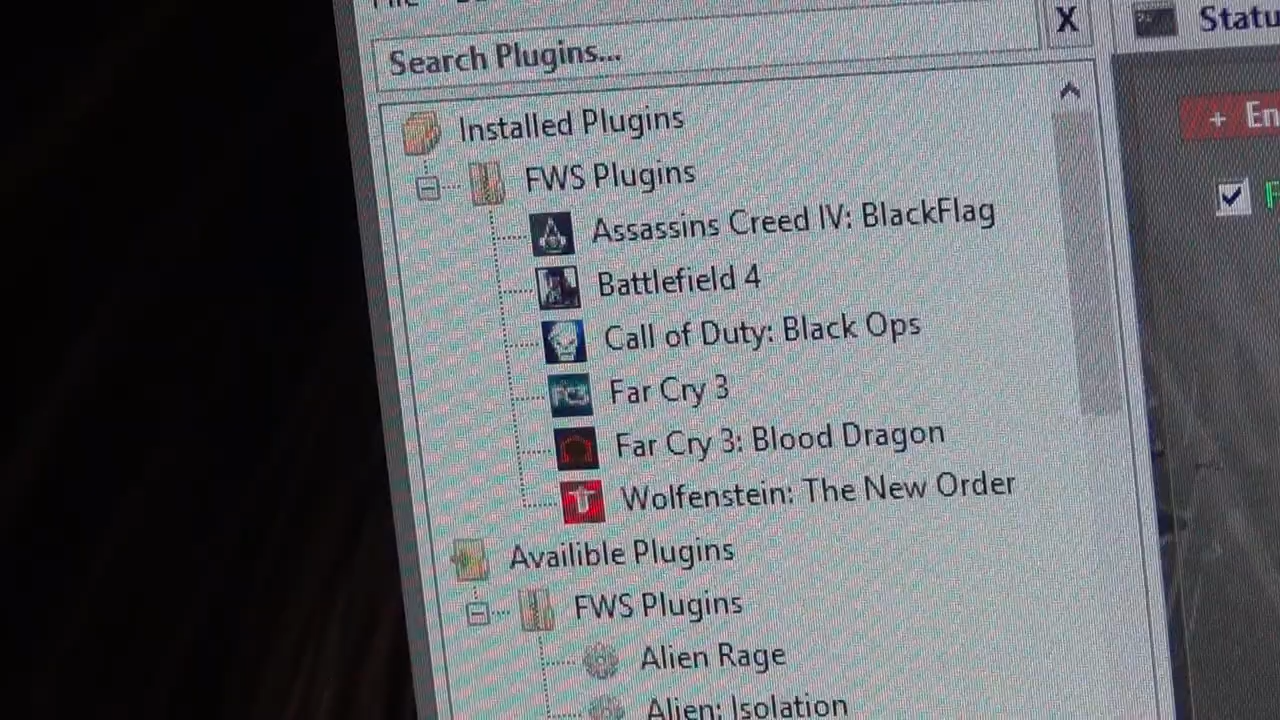 Search Plugins...
X
Installed Plugins
FWS Plugins
Assassins Creed IV: BlackFlag
Battlefield 4
Call of Duty: Black Ops
Far Cry 3
Far Cry 3: Blood Dragon
Wolfenstein: The New Order
Availible Plugins
FWS Plugins
Alien Rage
Alien: Isolation
Statu
+ En